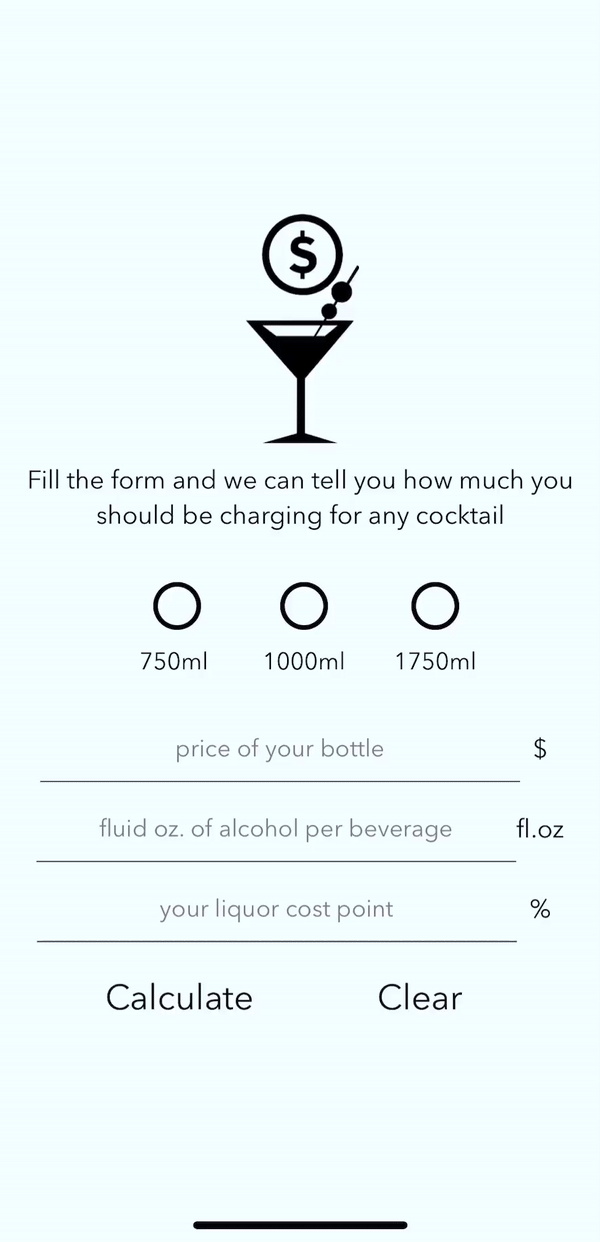 $
Fill the form and we can tell you how much you
should be charging for any cocktail
750ml 1000ml 1750ml
price of your bottle $
fluid oz. of alcohol per beverage fl.oz
your liquor cost point %
Calculate Clear